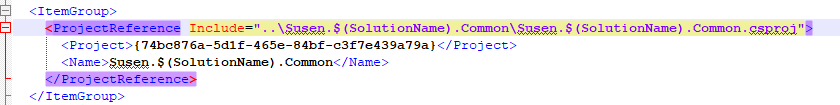 <ItemGroup>
<ProjectReference Include="..\Susen.$(SolutionName).Common\Susen.$(SolutionName).Common.csproj">
<Project>{74bc876a-5d1f-465e-84bf-c3f7e439a79a}</Project>
<Name>Susen.$(SolutionName).Common</Name>
</ProjectReference>
</ItemGroup>